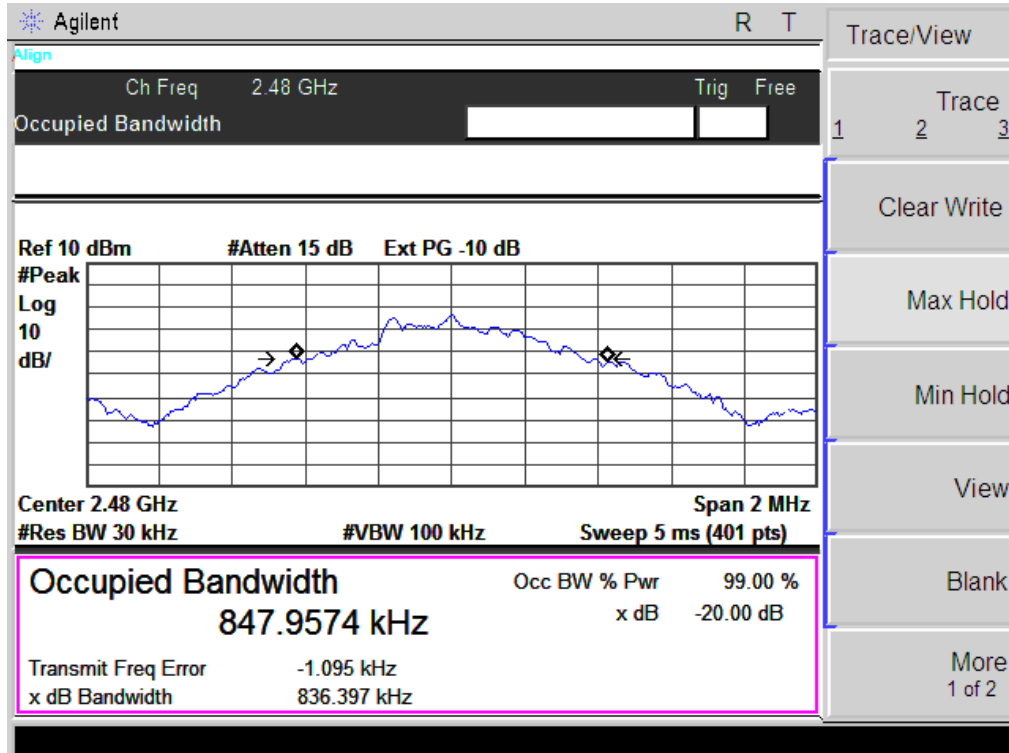 Agilent R T
Align
Ch Freq 2.48 GHz Trig Free
Occupied Bandwidth
Ref 10 dBm #Atten 15 dB Ext PG -10 dB
#Peak
Log
10
dB/
Center 2.48 GHz Span 2 MHz
#Res BW 30 kHz #VBW 100 kHz Sweep 5 ms (401 pts)
Occupied Bandwidth
847.9574 kHz
Occ BW % Pwr 99.00 %
x dB -20.00 dB
Transmit Freq Error -1.095 kHz
x dB Bandwidth 836.397 kHz
Trace/View
Trace
1 2 3
Clear Write
Max Hold
Min Hold
View
Blank
More
1 of 2